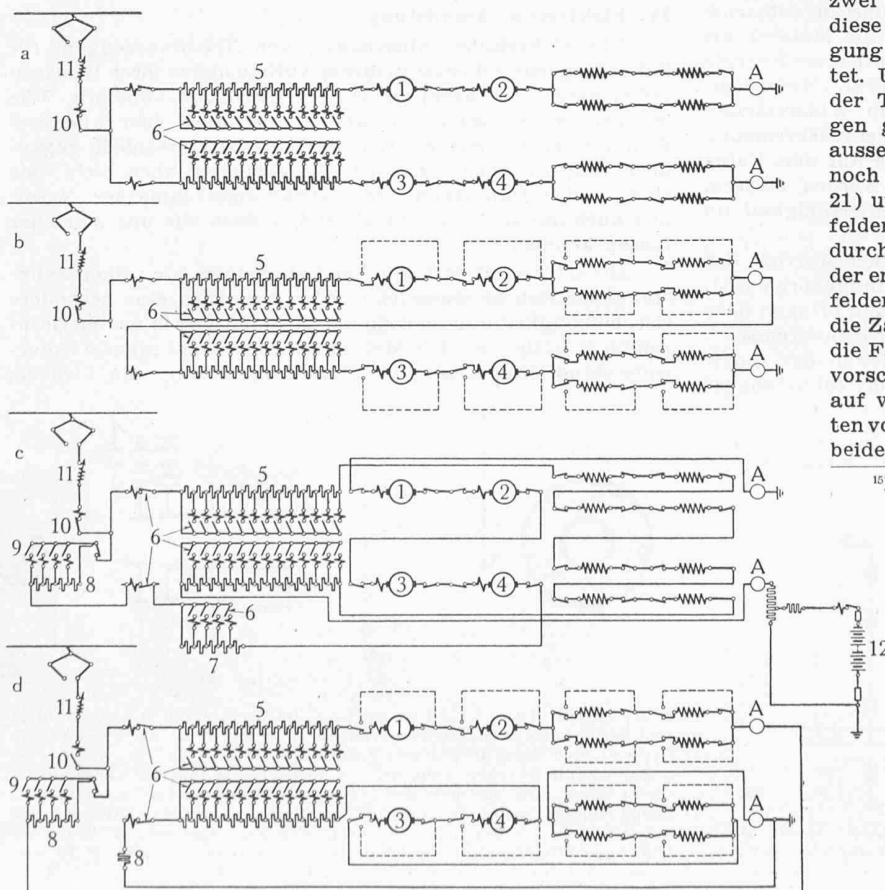 a
11
10
5
6
1
2
A
3
4
A
b
11
10
5
6
1
2
A
3
4
A
c
11
10
9
8
5
6
1
2
A
3
4
A
6
7
12
d
11
10
9
8
5
6
1
2
A
3
4
A
8
zwei
diese
gung
tet. U
der T
gen g
ausse
noch
21) u
felder
durch
der er
felder
die Za
die F
auf v
ten vo
beide
15